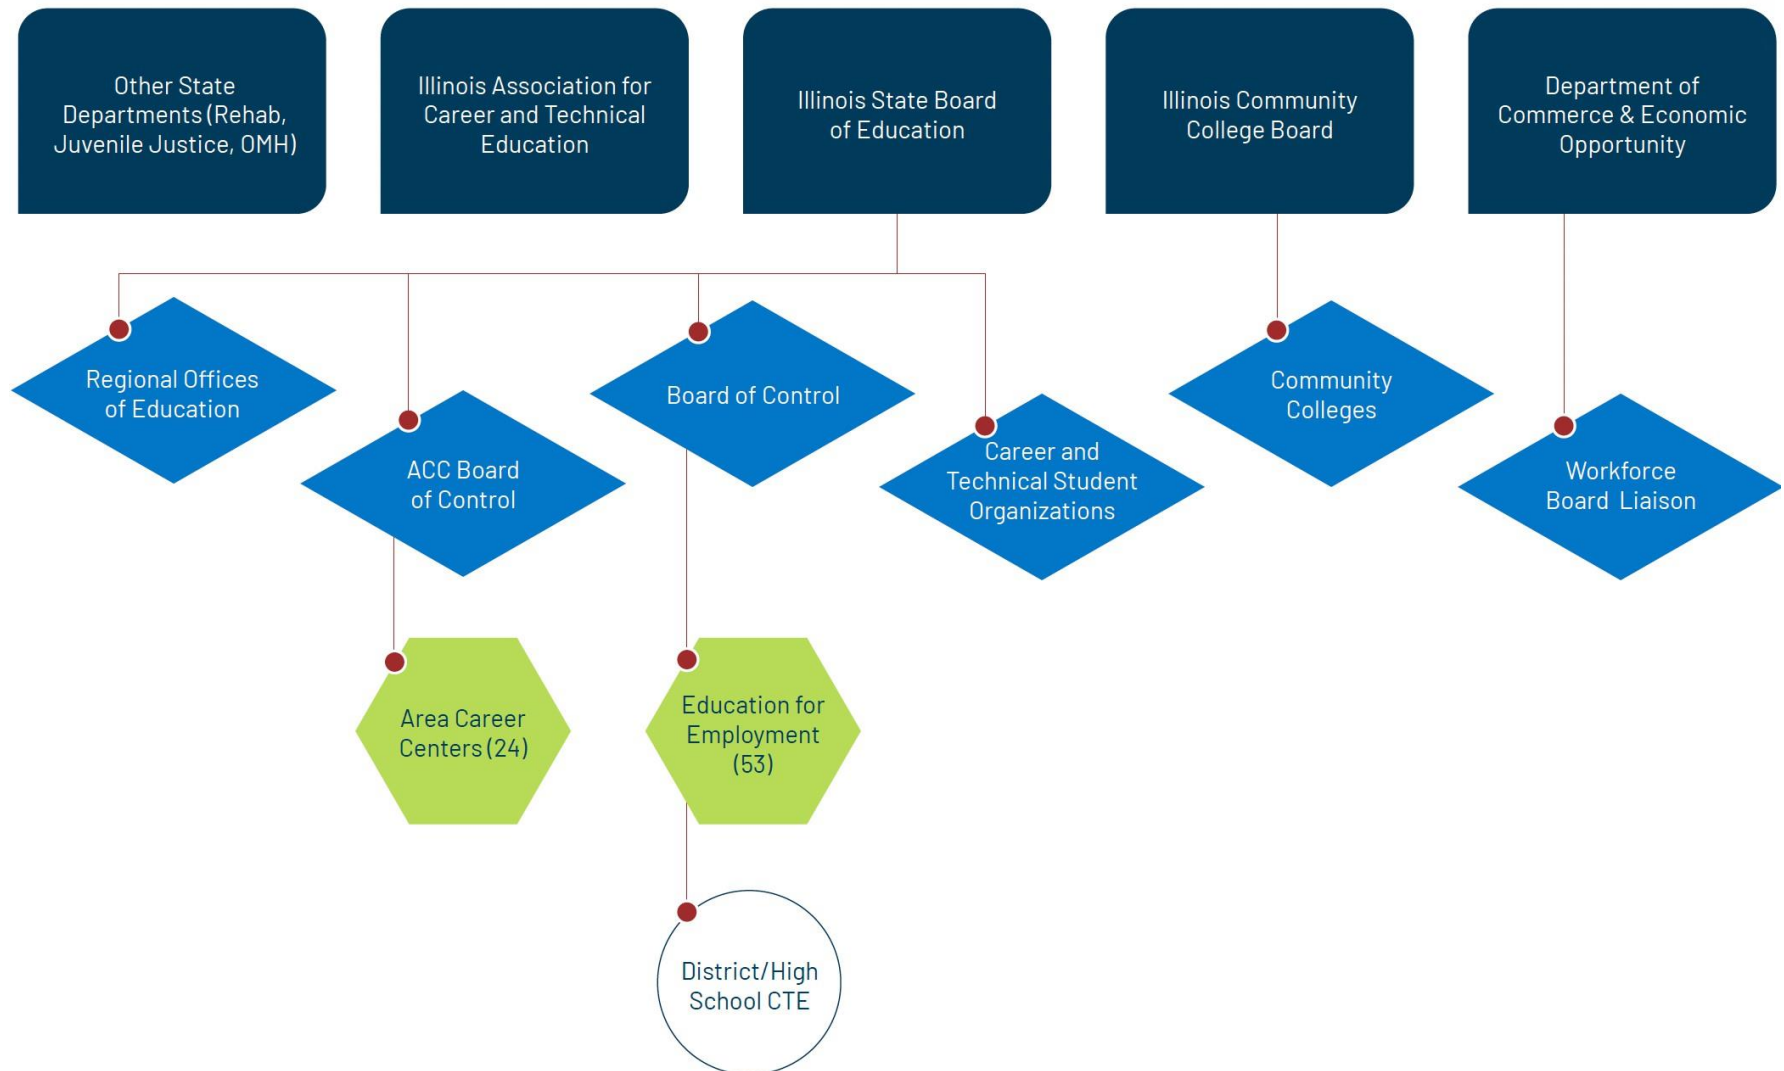 Other State
Departments (Rehab,
Juvenile Justice, OMH)
Illinois Association for
Career and Technical
Education
Illinois State Board
of Education
Illinois Community
College Board
Department of
Commerce & Economic
Opportunity
Regional Offices
of Education
ACC Board
of Control
Board of Control
Career and
Technical Student
Organizations
Community
Colleges
Workforce
Board Liaison
Area Career
Centers (24)
Education for
Employment
(53)
District/High
School CTE